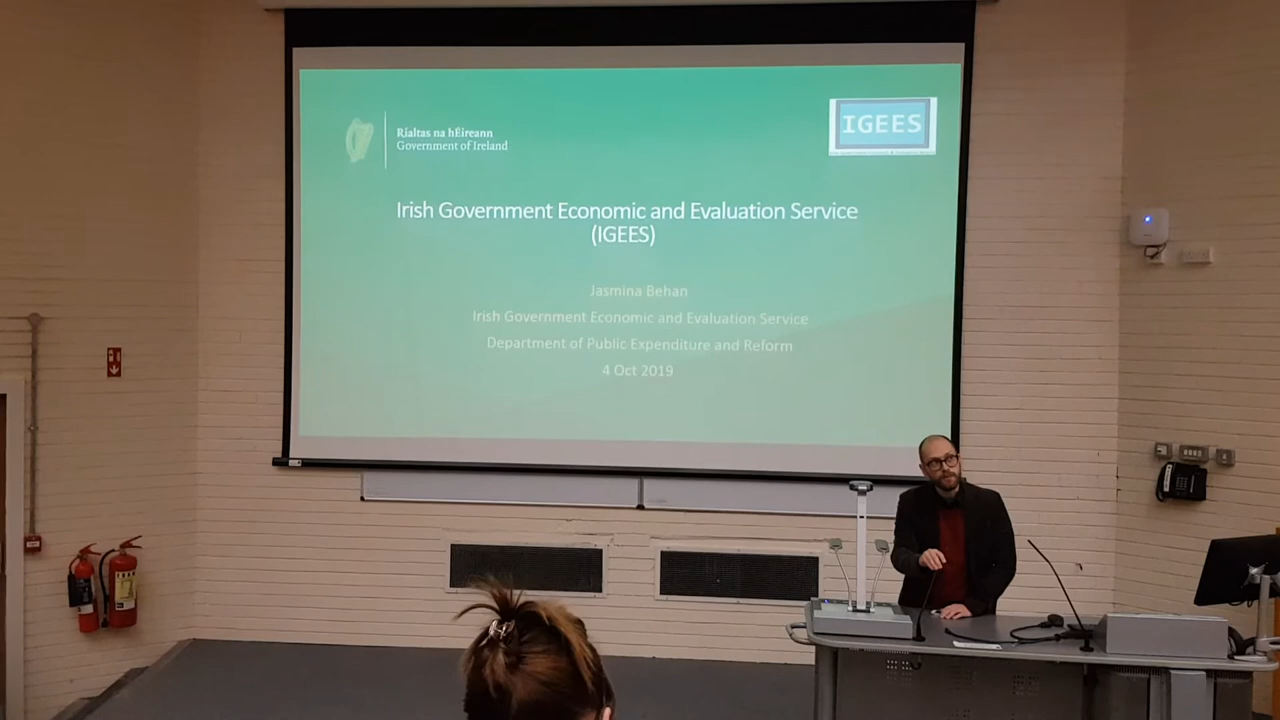 Rialtas na hÉireann
Government of Ireland
IGEES
Irish Government Economic and Evaluation Service
(IGEES)
Jasmina Behan
Irish Government Economic and Evaluation Service
Department of Public Expenditure and Reform
4 Oct 2019